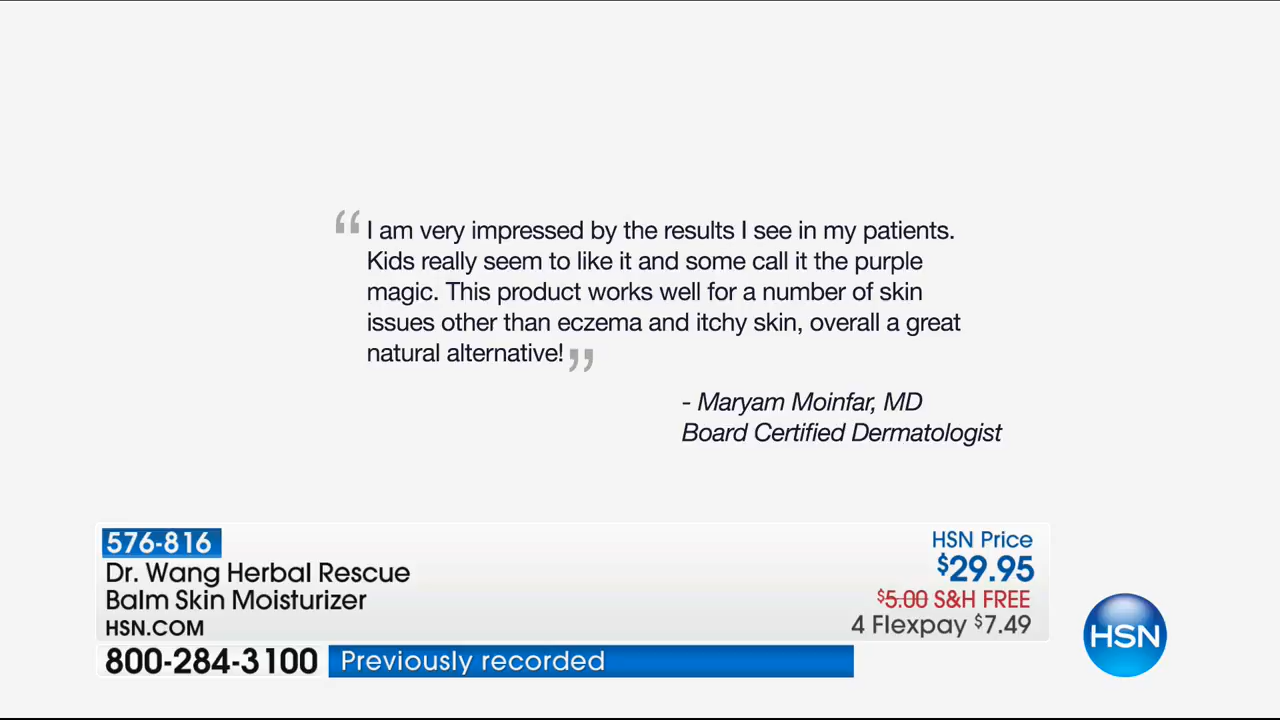 “I am very impressed by the results I see in my patients.
Kids really seem to like it and some call it the purple
magic. This product works well for a number of skin
issues other than eczema and itchy skin, overall a great
natural alternative!”
- Maryam Moinfar, MD
Board Certified Dermatologist
576-816
Dr. Wang Herbal Rescue
Balm Skin Moisturizer
HSN.COM
HSN Price
$29.95
$5.00 S&H FREE
4 Flexpay $7.49
800-284-3100
Previously recorded
HSN